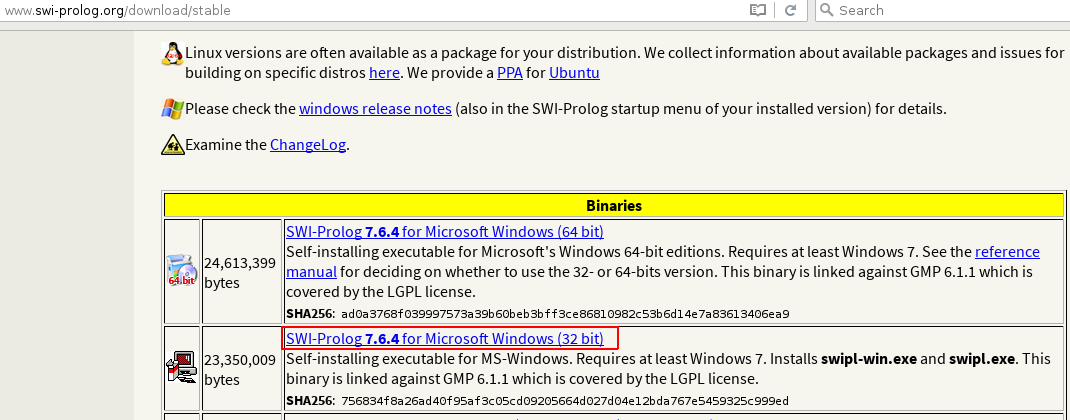 www.swi-prolog.org/download/stable
Search
Linux versions are often available as a package for your distribution. We collect information about available packages and issues for
building on specific distros here. We provide a PPA for Ubuntu
Please check the windows release notes (also in the SWI-Prolog startup menu of your installed version) for details.
Examine the ChangeLog.
Binaries
64 bit
24,613,399
bytes
SWI-Prolog 7.6.4 for Microsoft Windows (64 bit)
Self-installing executable for Microsoft's Windows 64-bit editions. Requires at least Windows 7. See the reference
manual for deciding on whether to use the 32- or 64-bits version. This binary is linked against GMP 6.1.1 which is
covered by the LGPL license.
SHA256: ad0a3768f039997573a39b60beb3bff3ce86810982c53b6d14e7a83613406ea9
23,350,009
bytes
SWI-Prolog 7.6.4 for Microsoft Windows (32 bit)
Self-installing executable for MS-Windows. Requires at least Windows 7. Installs swipl-win.exe and swipl.exe. This
binary is linked against GMP 6.1.1 which is covered by the LGPL license.
SHA256: 756834f8a26ad40f95af3c05cd09205664d027d04e12bda767e5459325c999ed